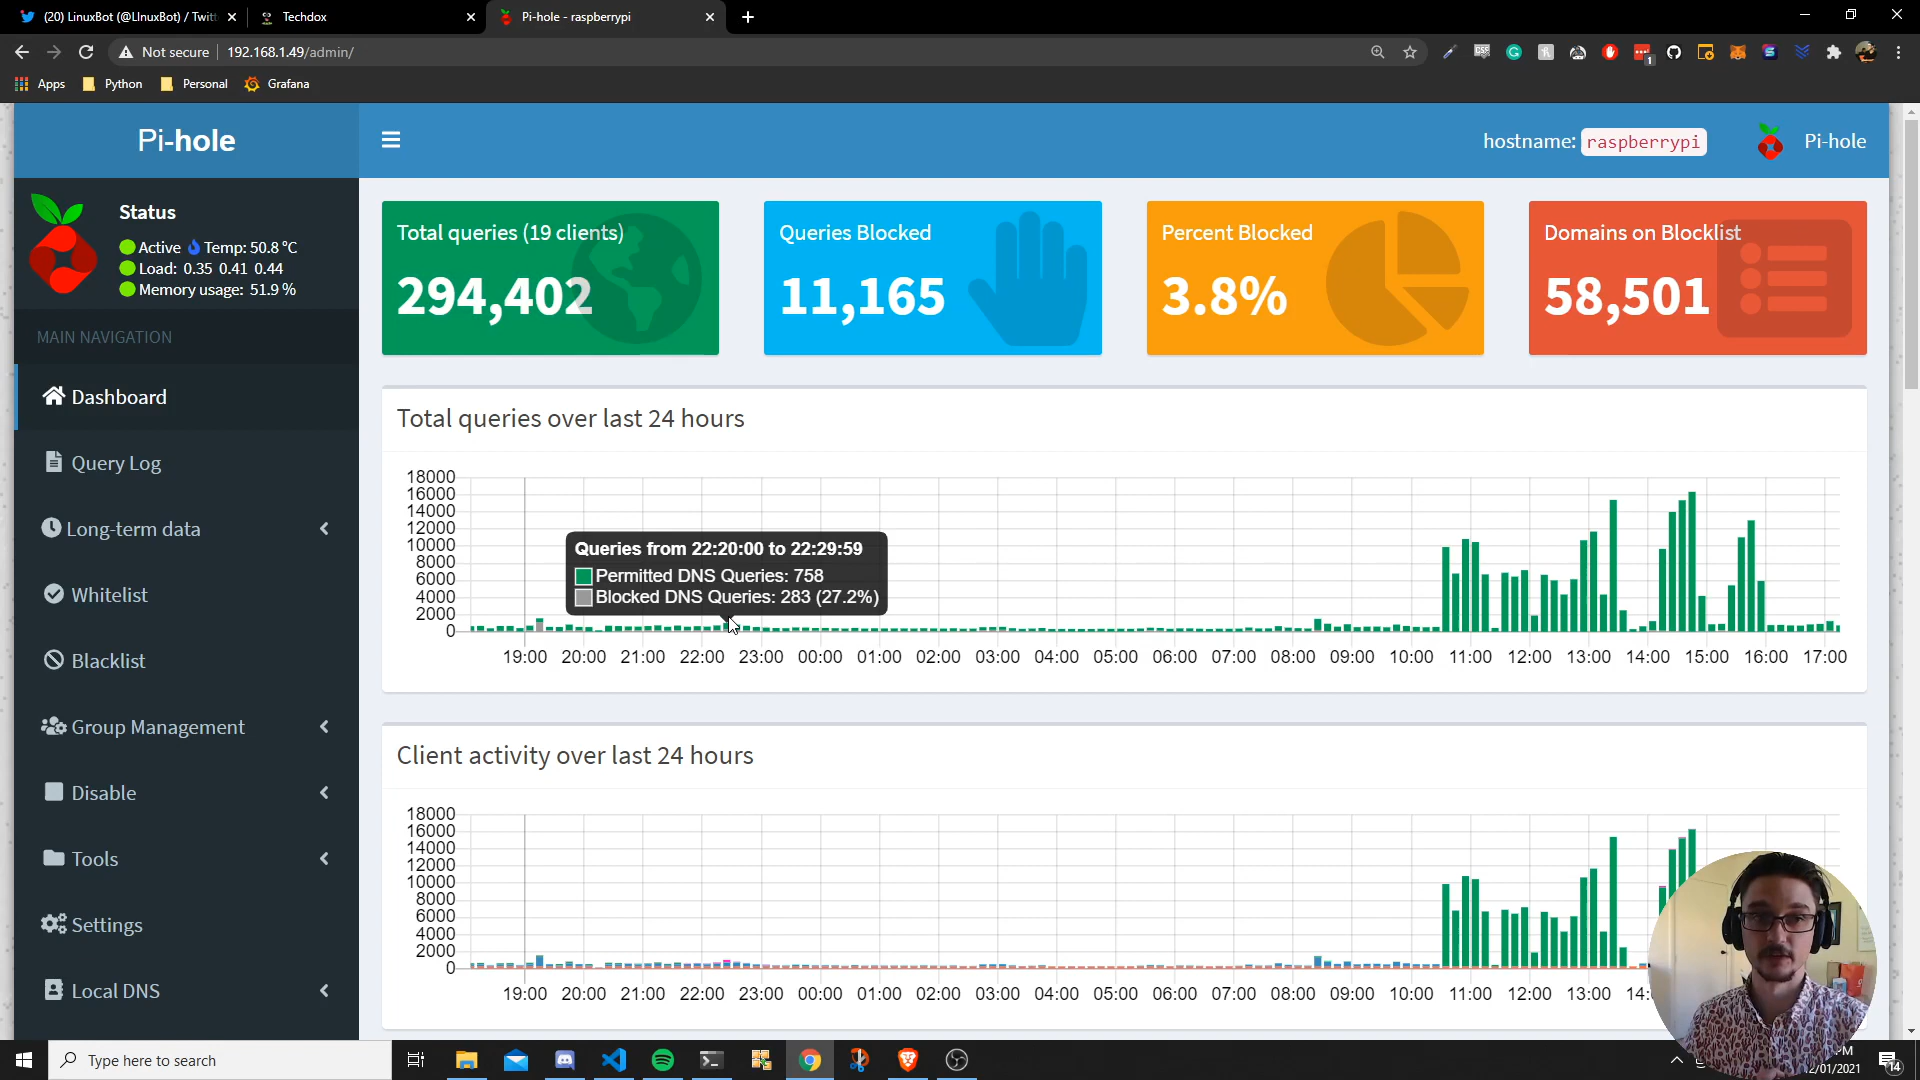 (20) LinuxBot (@LInuxBot) / Twitt
Techdox
Pi-hole - raspberrypi
Not secure
192.168.1.49/admin/
Apps
Python
Personal
Grafana
Pi-hole
hostname: raspberrypi
Pi-hole
Status
Active Temp: 50.8 °C
Load: 0.35 0.41 0.44
Memory usage: 51.9 %
MAIN NAVIGATION
Dashboard
Query Log
Long-term data
Whitelist
Blacklist
Group Management
Disable
Tools
Settings
Local DNS
Total queries (19 clients)
294,402
Queries Blocked
11,165
Percent Blocked
3.8%
Domains on Blocklist
58,501
Total queries over last 24 hours
18000
16000
14000
12000
10000
8000
6000
4000
2000
0
Queries from 22:20:00 to 22:29:59
Permitted DNS Queries: 758
Blocked DNS Queries: 283 (27.2%)
19:00 20:00 21:00 22:00 23:00 00:00 01:00 02:00 03:00 04:00 05:00 06:00 07:00 08:00 09:00 10:00 11:00 12:00 13:00 14:00 15:00 16:00 17:00
Client activity over last 24 hours
18000
16000
14000
12000
10000
8000
6000
4000
2000
0
19:00 20:00 21:00 22:00 23:00 00:00 01:00 02:00 03:00 04:00 05:00 06:00 07:00 08:00 09:00 10:00 11:00 12:00 13:00 14:
Type here to search
PM
2/01/2021
14